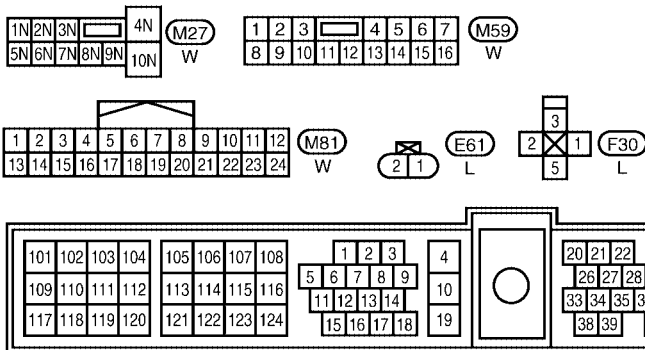 1N 2N 3N 4N M27
5N 6N 7N 8N 9N 10N W
1 2 3 4 5 6 7 M59
8 9 10 11 12 13 14 15 16 W
1 2 3 4 5 6 7 8 9 10 11 12 M81
13 14 15 16 17 18 19 20 21 22 23 24 W
2 1 E61
L
3
2 1 F30
5 L
101 102 103 104 105 106 107 108 1 2 3 4 20 21 22
5 6 7 8 9 26 27 28
109 110 111 112 113 114 115 116 10
11 12 13 14 33 34 35
117 118 119 120 121 122 123 124 15 16 17 18 19 38 39